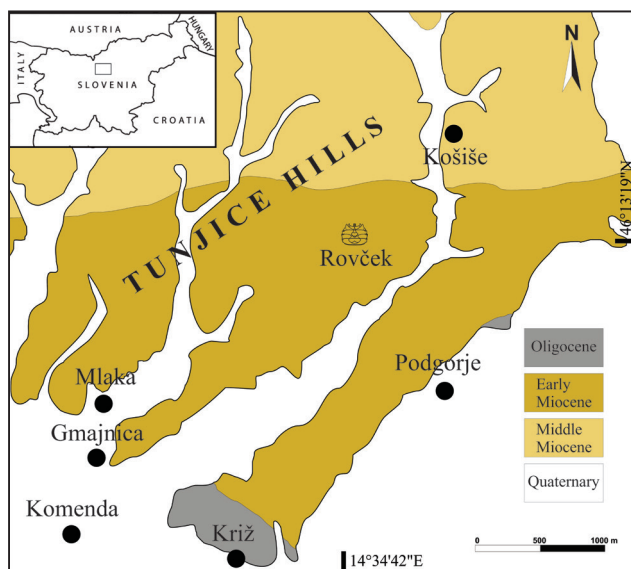 AUSTRIA
HUNGARY
ITALY
SLOVENIA
CROATIA
N
Košiše
TUNJICE HILLS
46°13'19"N
Rovček
Oligocene
Podgorje
Mlaka
Early
Miocene
Gmajnica
Middle
Miocene
Quaternary
Komenda
Križ
14°34'42"E
0 500 1000 m